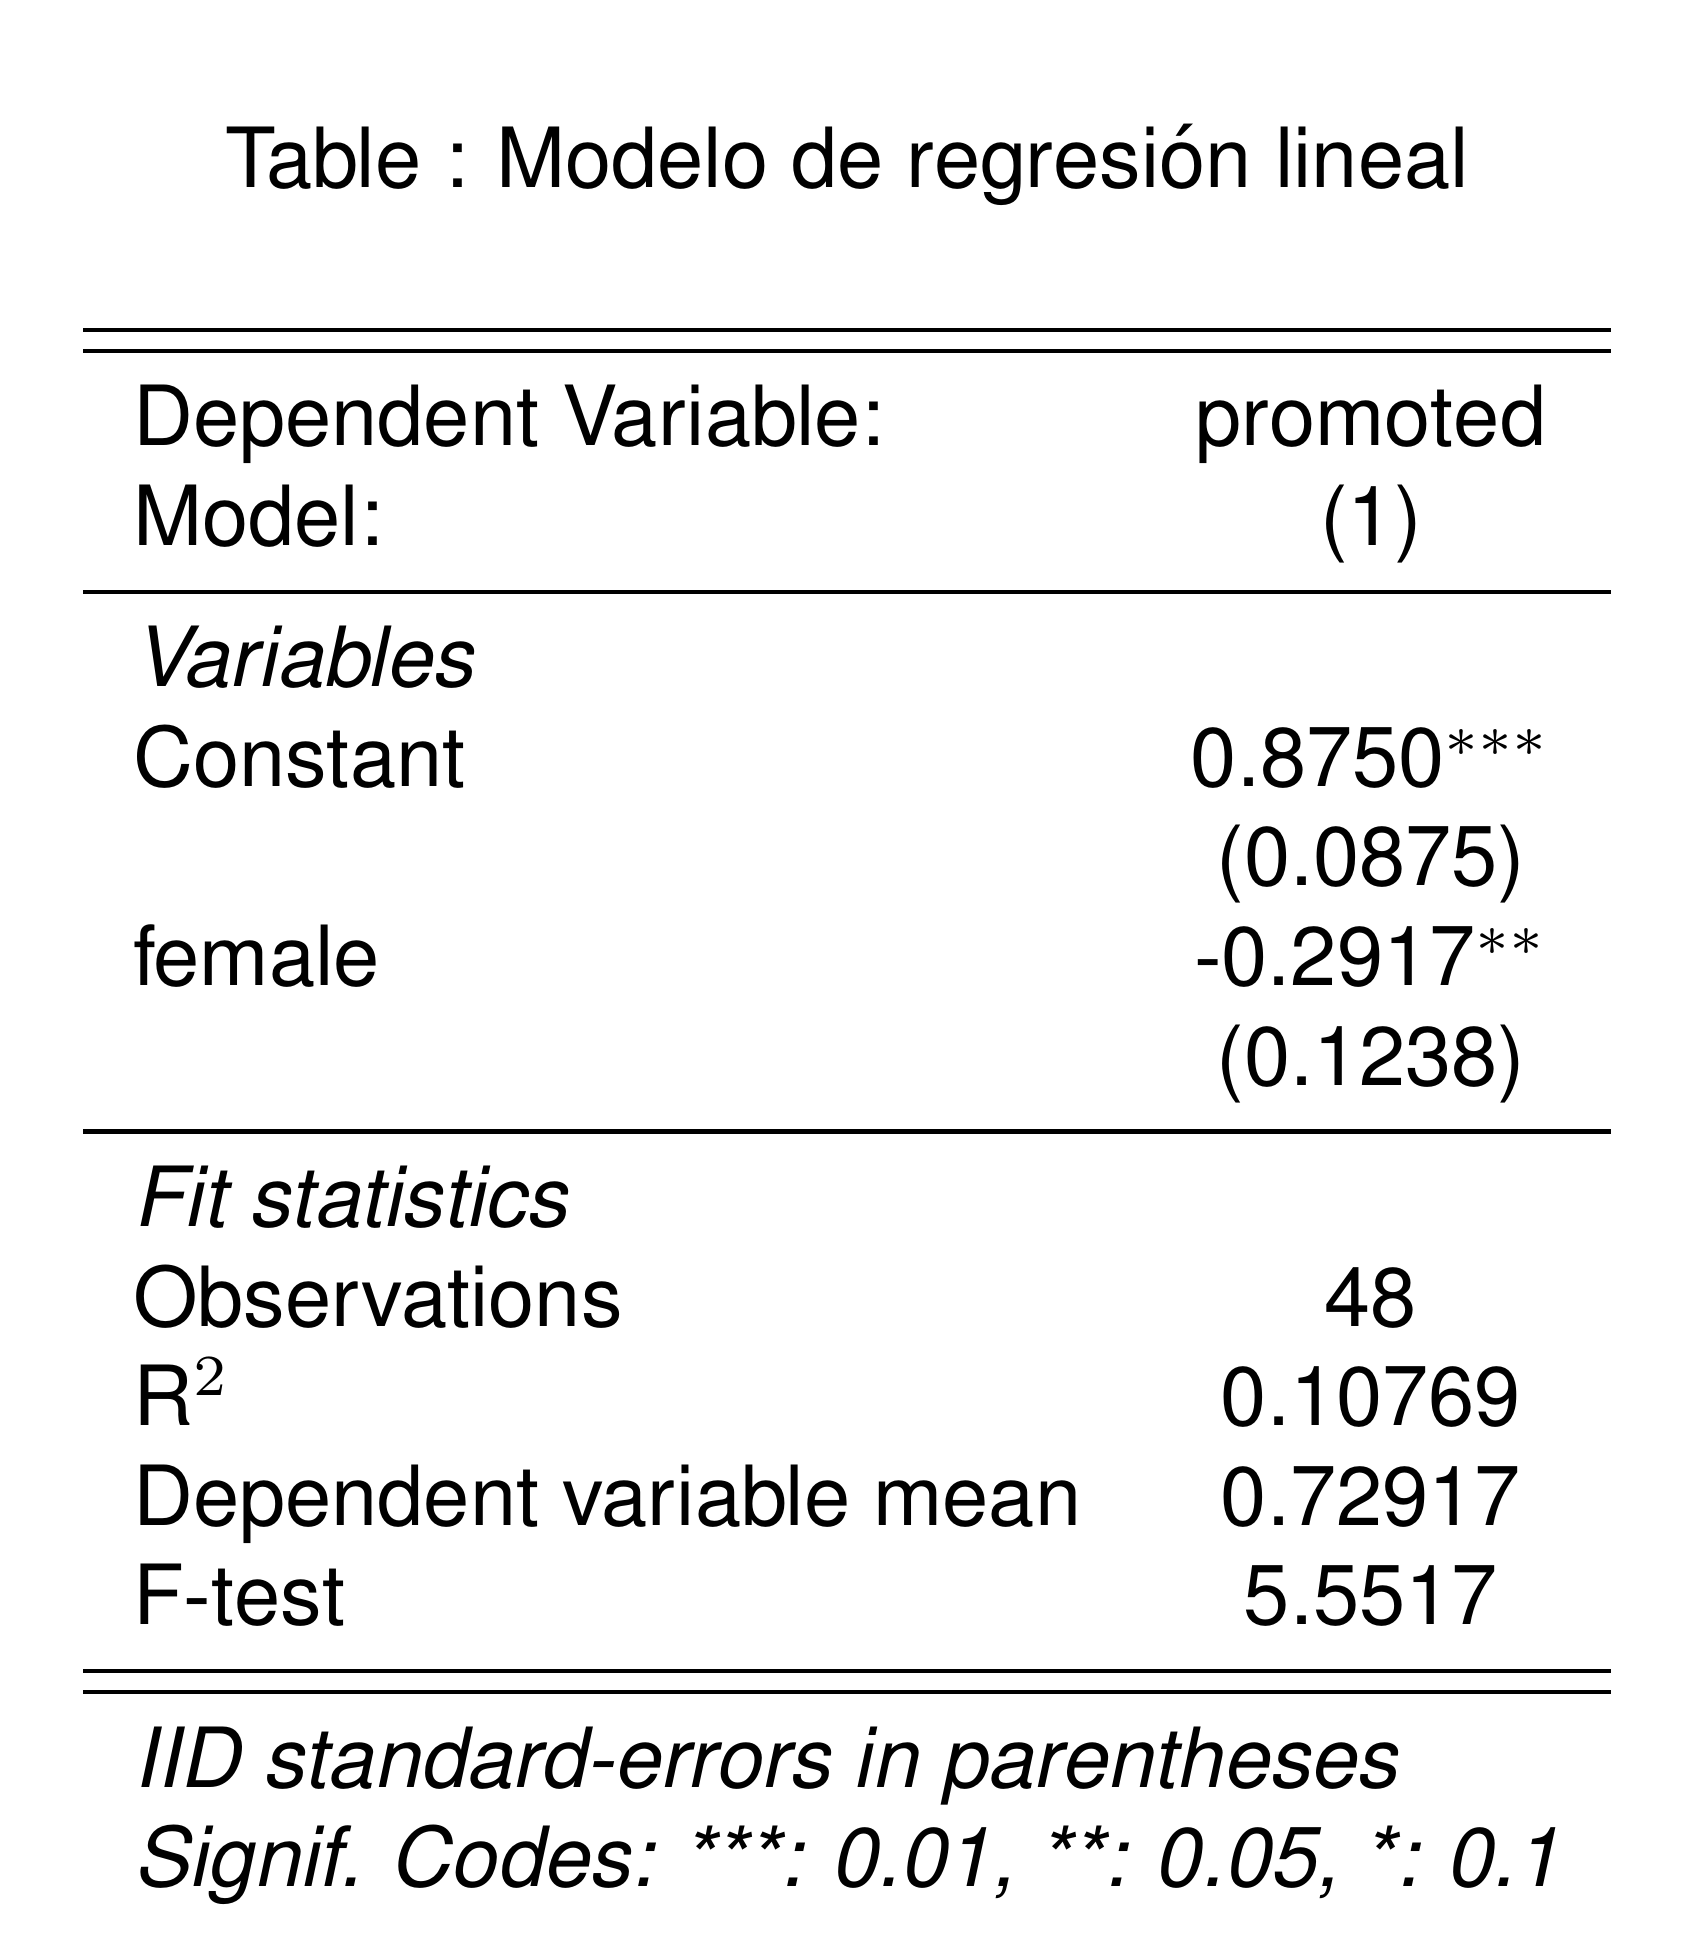 Table : Modelo de regresión lineal
Dependent Variable: promoted
Model: (1)
Variables
Constant 0.8750***
(0.0875)
female -0.2917**
(0.1238)
Fit statistics
Observations 48
R² 0.10769
Dependent variable mean 0.72917
F-test 5.5517
IID standard-errors in parentheses
Signif. Codes: ***: 0.01, **: 0.05, *: 0.1